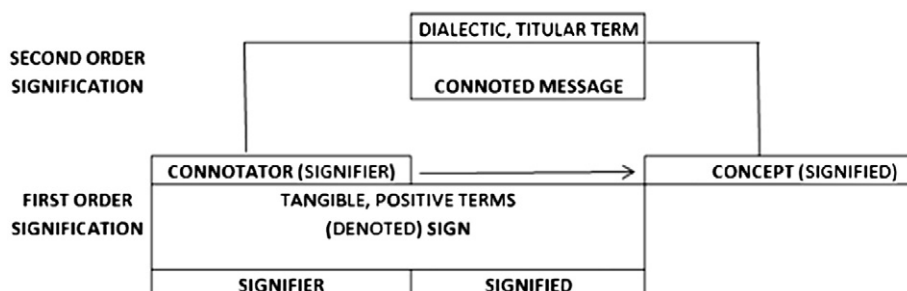 DIALECTIC, TITULAR TERM
SECOND ORDER
SIGNIFICATION
CONNOTED MESSAGE
CONNOTATOR (SIGNIFIER)
CONCEPT (SIGNIFIED)
FIRST ORDER
SIGNIFICATION
TANGIBLE, POSITIVE TERMS
(DENOTED) SIGN
SIGNIFIER
SIGNIFIED